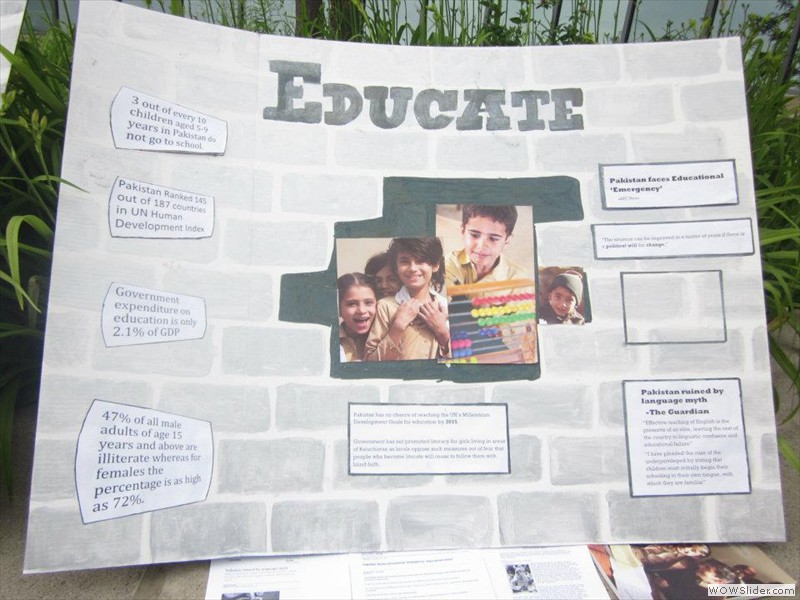 EDUCATE
3 out of every 10
children aged 5-9
years in Pakistan do
not go to school.
Pakistan Ranked 145
out of 187 countries
in UN Human
Development Index
Government
expenditure on
education is only
2.1% of GDP
47% of all male
adults of age 15
years and above are
illiterate whereas for
females the
percentage is as high
as 72%.
Pakistan has no chance of reaching the UN's Millennium
Development Goals for education by 2015.
Government has not promoted literacy for girls living in areas
of Balochistan as locals oppose such measures out of fear that
people who become literate will cease to follow them with
blind faith.
Pakistan faces Educational
'Emergency'
-ABC News
"The situation can be improved in a matter of years if there is
a political will for change."
Pakistan ruined by
language myth
-The Guardian
"Effective teaching of English is the
preserve of an elite, leaving the rest of
the country in linguistic confusion and
educational failure"
"I have pleaded the case of the
underprivileged by stating that
children must initially begin their
schooling in their own tongue, with
which they are familiar."
Pakistan ruined by language myth
WOWSlider.com